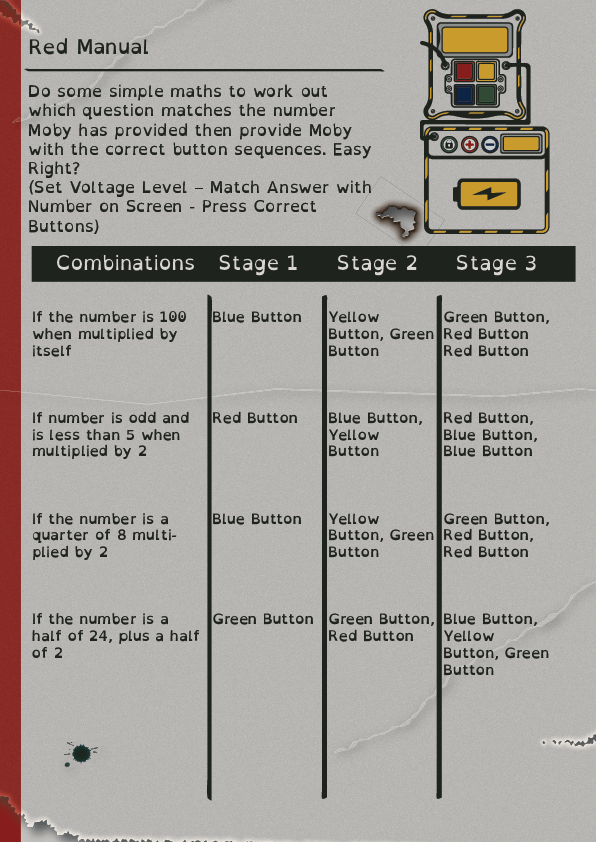 Red Manual
Do some simple maths to work out
which question matches the number
Moby has provided then provide Moby
with the correct button sequences. Easy
Right?
(Set Voltage Level – Match Answer with
Number on Screen - Press Correct
Buttons)
Combinations Stage 1 Stage 2 Stage 3
If the number is 100
when multiplied by
itself
Blue Button
Yellow
Button, Green
Button
Green Button,
Red Button
Red Button
If number is odd and
is less than 5 when
multiplied by 2
Red Button
Blue Button,
Yellow
Button
Red Button,
Blue Button,
Blue Button
If the number is a
quarter of 8 multi-
plied by 2
Blue Button
Yellow
Button, Green
Button
Green Button,
Red Button,
Red Button
If the number is a
half of 24, plus a half
of 2
Green Button
Green Button,
Red Button
Blue Button,
Yellow
Button, Green
Button